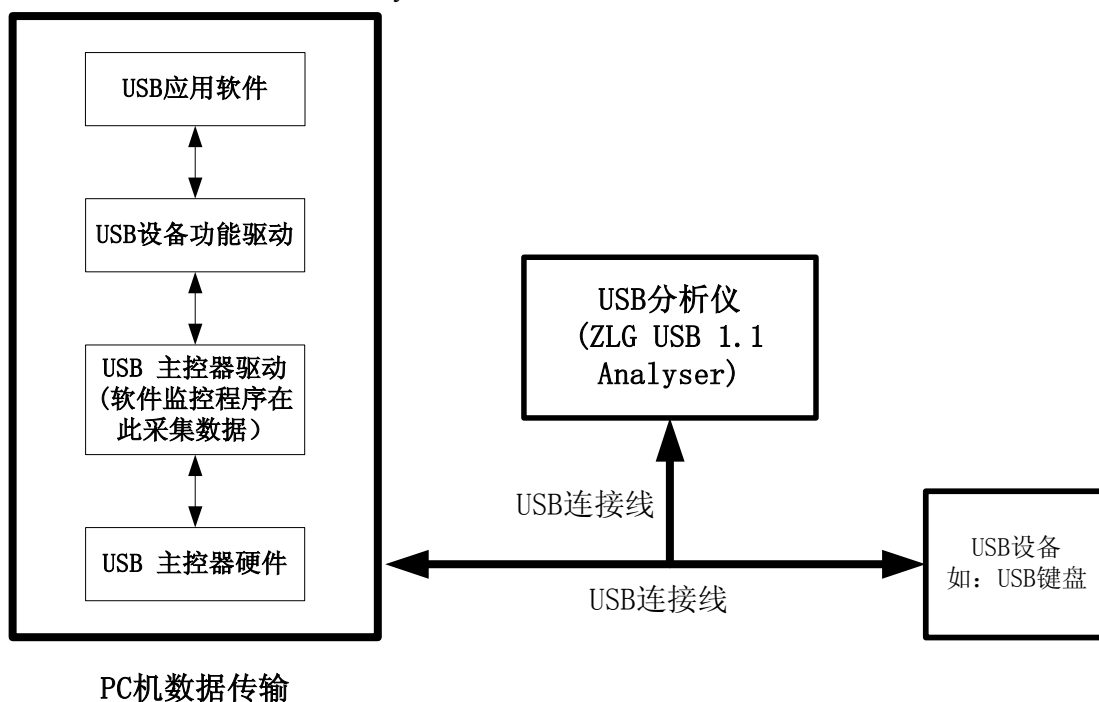 USB应用软件
USB设备功能驱动
USB 主控器驱动
(软件监控程序在
此采集数据）
USB 主控器硬件
PC机数据传输
USB分析仪
(ZLG USB 1.1
Analyser)
USB连接线
USB连接线
USB设备
如：USB键盘